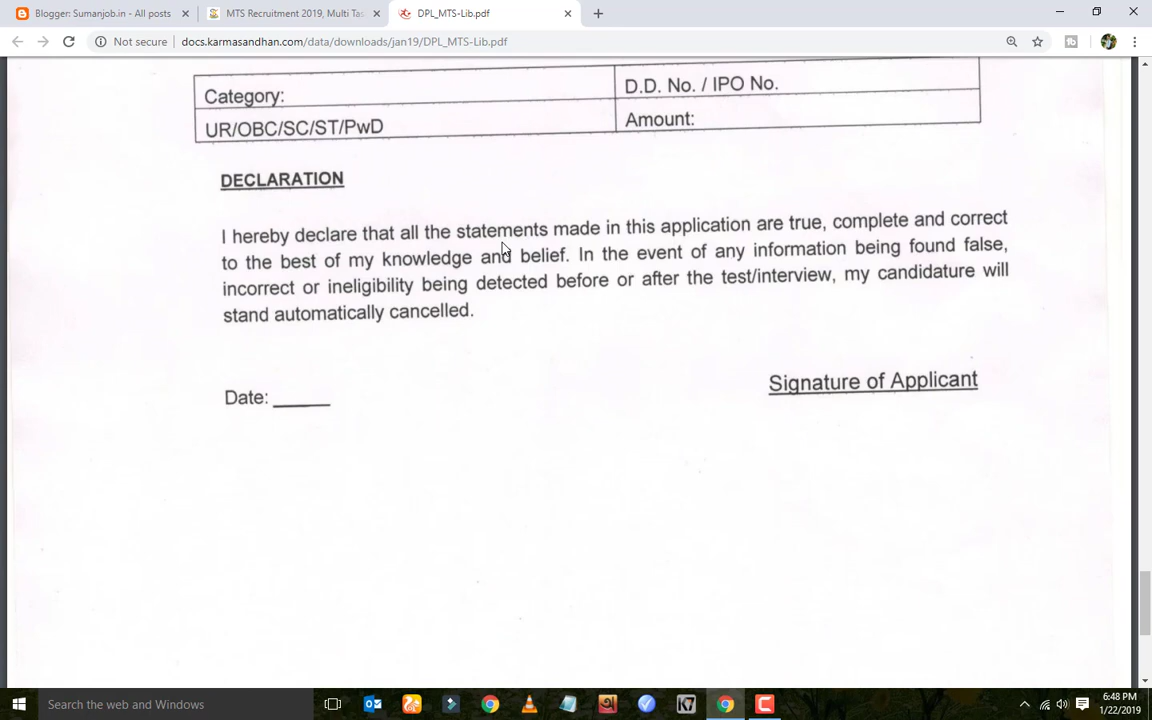 Blogger: Sumanjob.in - All posts
MTS Recruitment 2019, Multi Tas
DPL_MTS-Lib.pdf
Not secure
docs.karmasandhan.com/data/downloads/jan19/DPL_MTS-Lib.pdf
Category:
D.D. No. / IPO No.
UR/OBC/SC/ST/PwD
Amount:
DECLARATION
I hereby declare that all the statements made in this application are true, complete and correct
to the best of my knowledge and belief. In the event of any information being found false,
incorrect or ineligibility being detected before or after the test/interview, my candidature will
stand automatically cancelled.
Date: _____
Signature of Applicant
Search the web and Windows
6:48 PM
1/22/2019